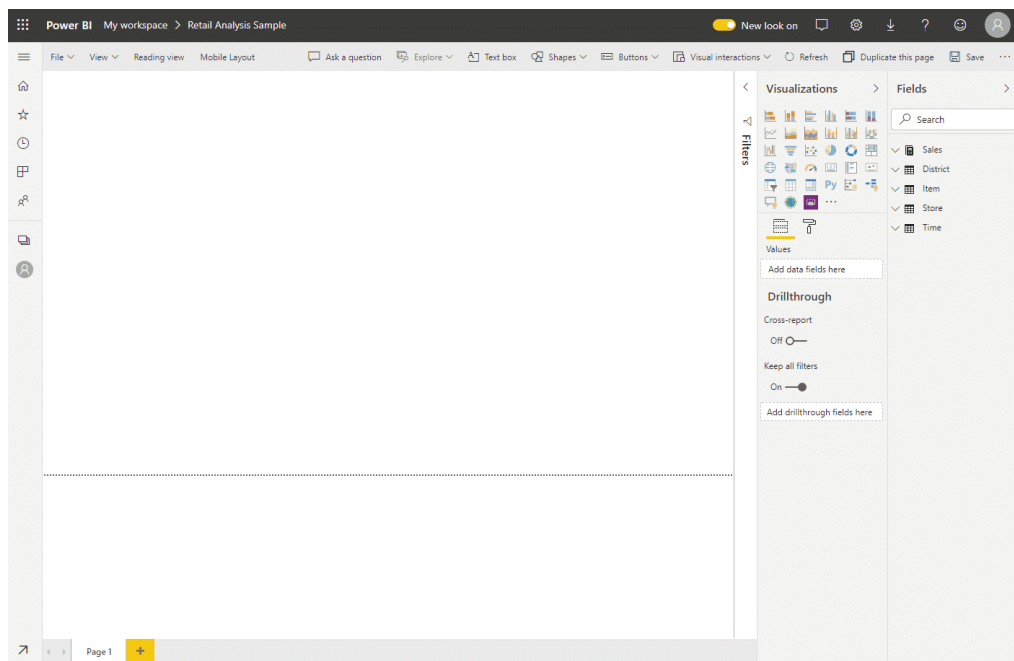 Power BI My workspace > Retail Analysis Sample New look on ?
File View Reading view Mobile Layout Ask a question Explore Text box Shapes Buttons Visual interactions Refresh Duplicate this page Save ...
Filters
Visualizations
Py
...
Values
Add data fields here
Drillthrough
Cross-report
Off
Keep all filters
On
Add drillthrough fields here
Fields
Search
Sales
District
Item
Store
Time
Page 1 +